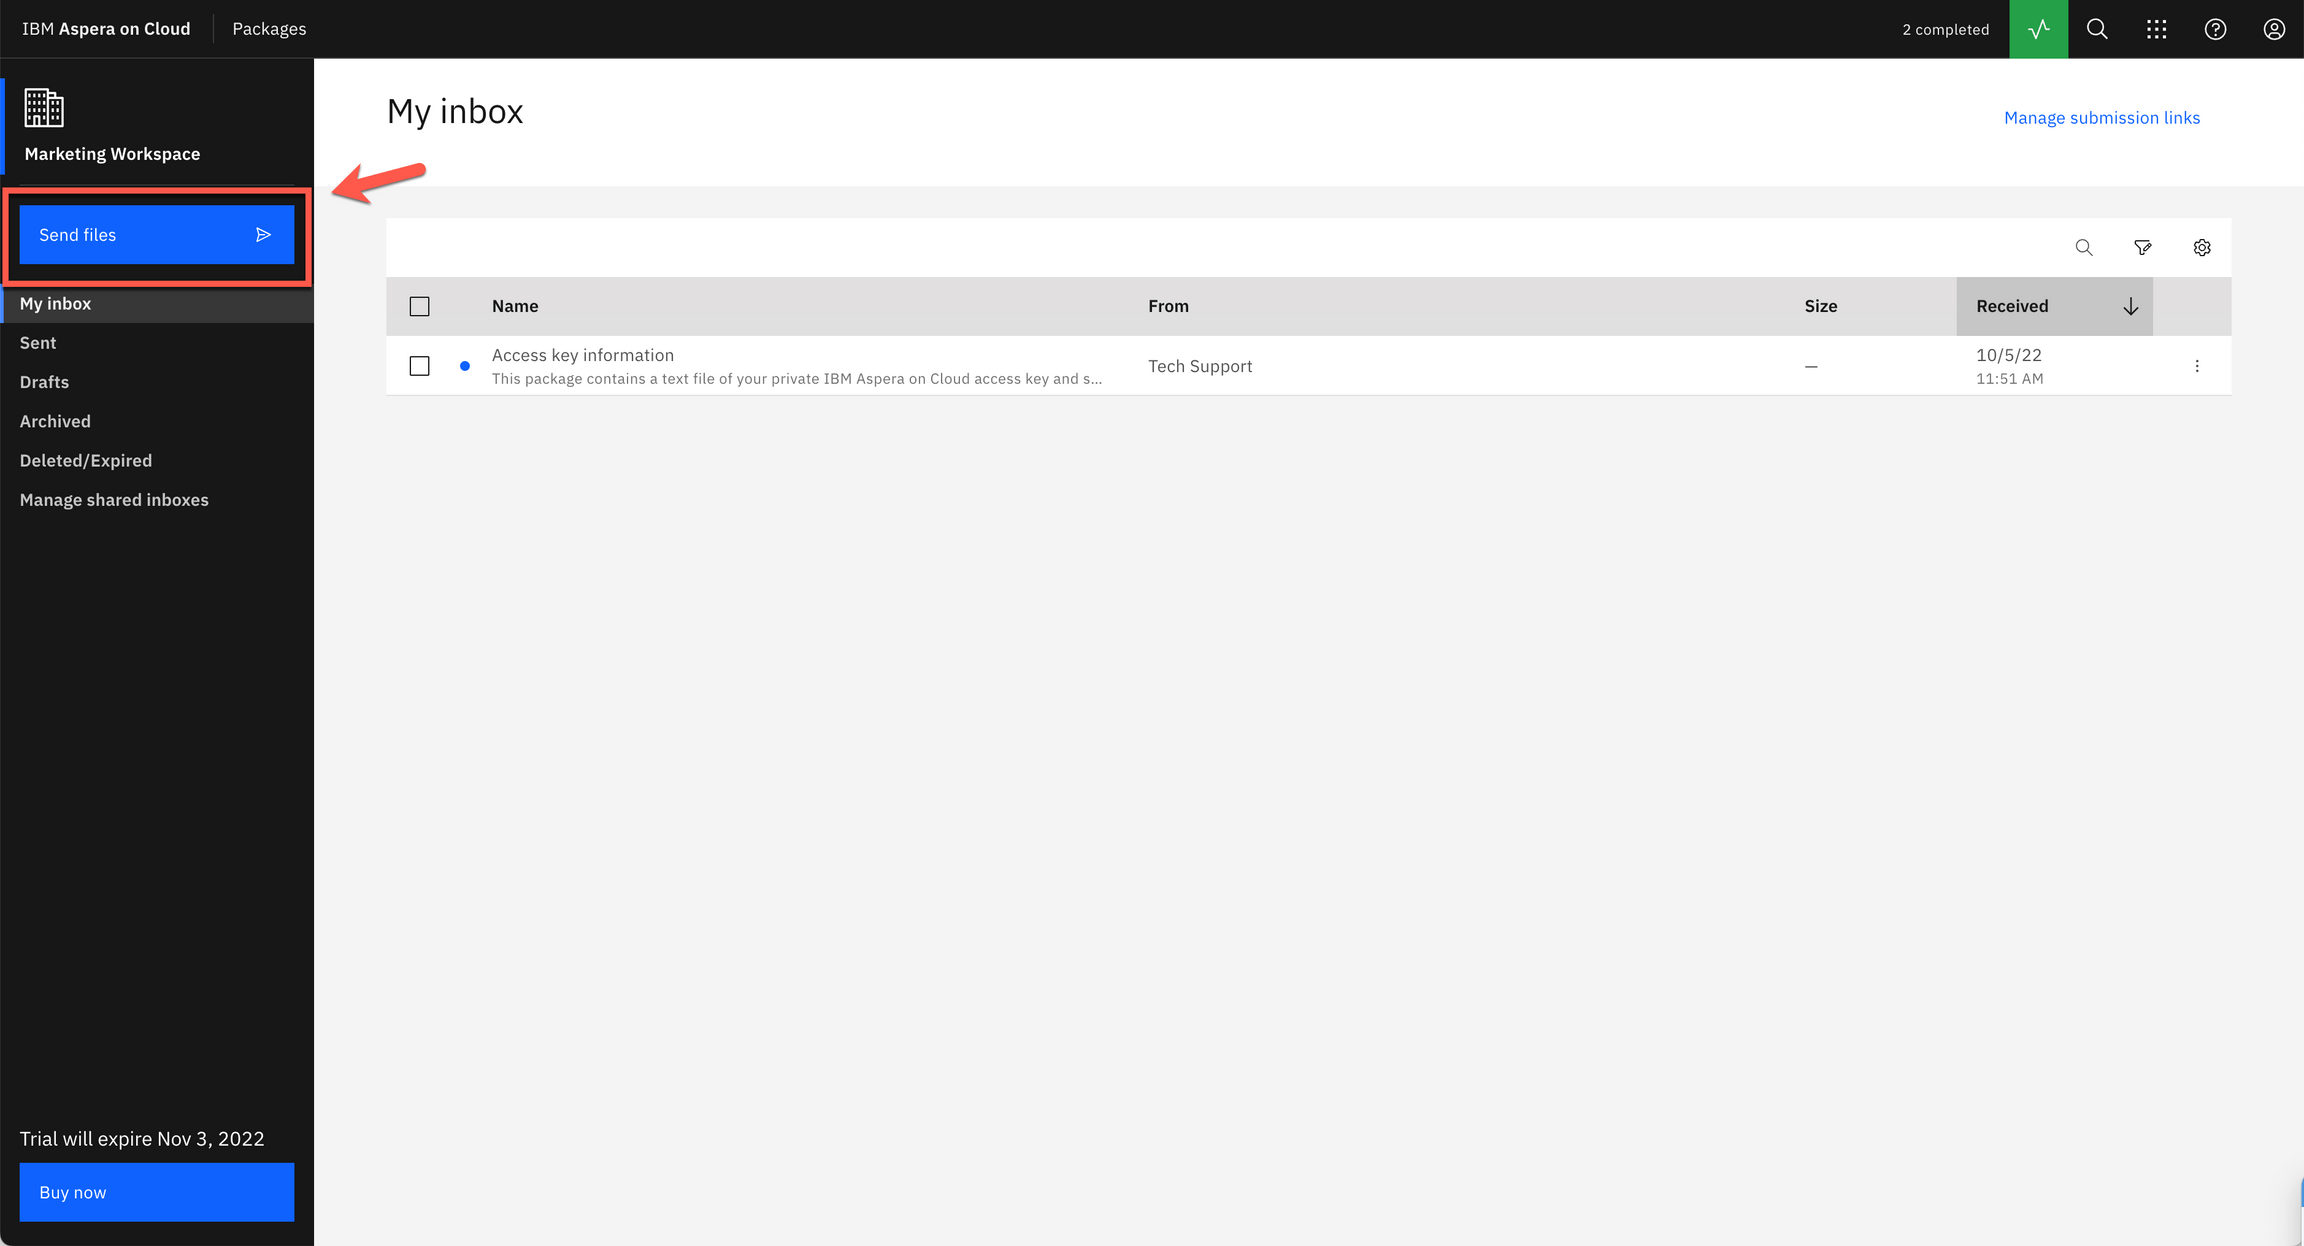 IBM Aspera on Cloud
Packages
2 completed
Marketing Workspace
Send files
My inbox
Sent
Drafts
Archived
Deleted/Expired
Manage shared inboxes
Trial will expire Nov 3, 2022
Buy now
My inbox
Manage submission links
Name From Size Received
Access key information
This package contains a text file of your private IBM Aspera on Cloud access key and s...
Tech Support
—
10/5/22
11:51 AM